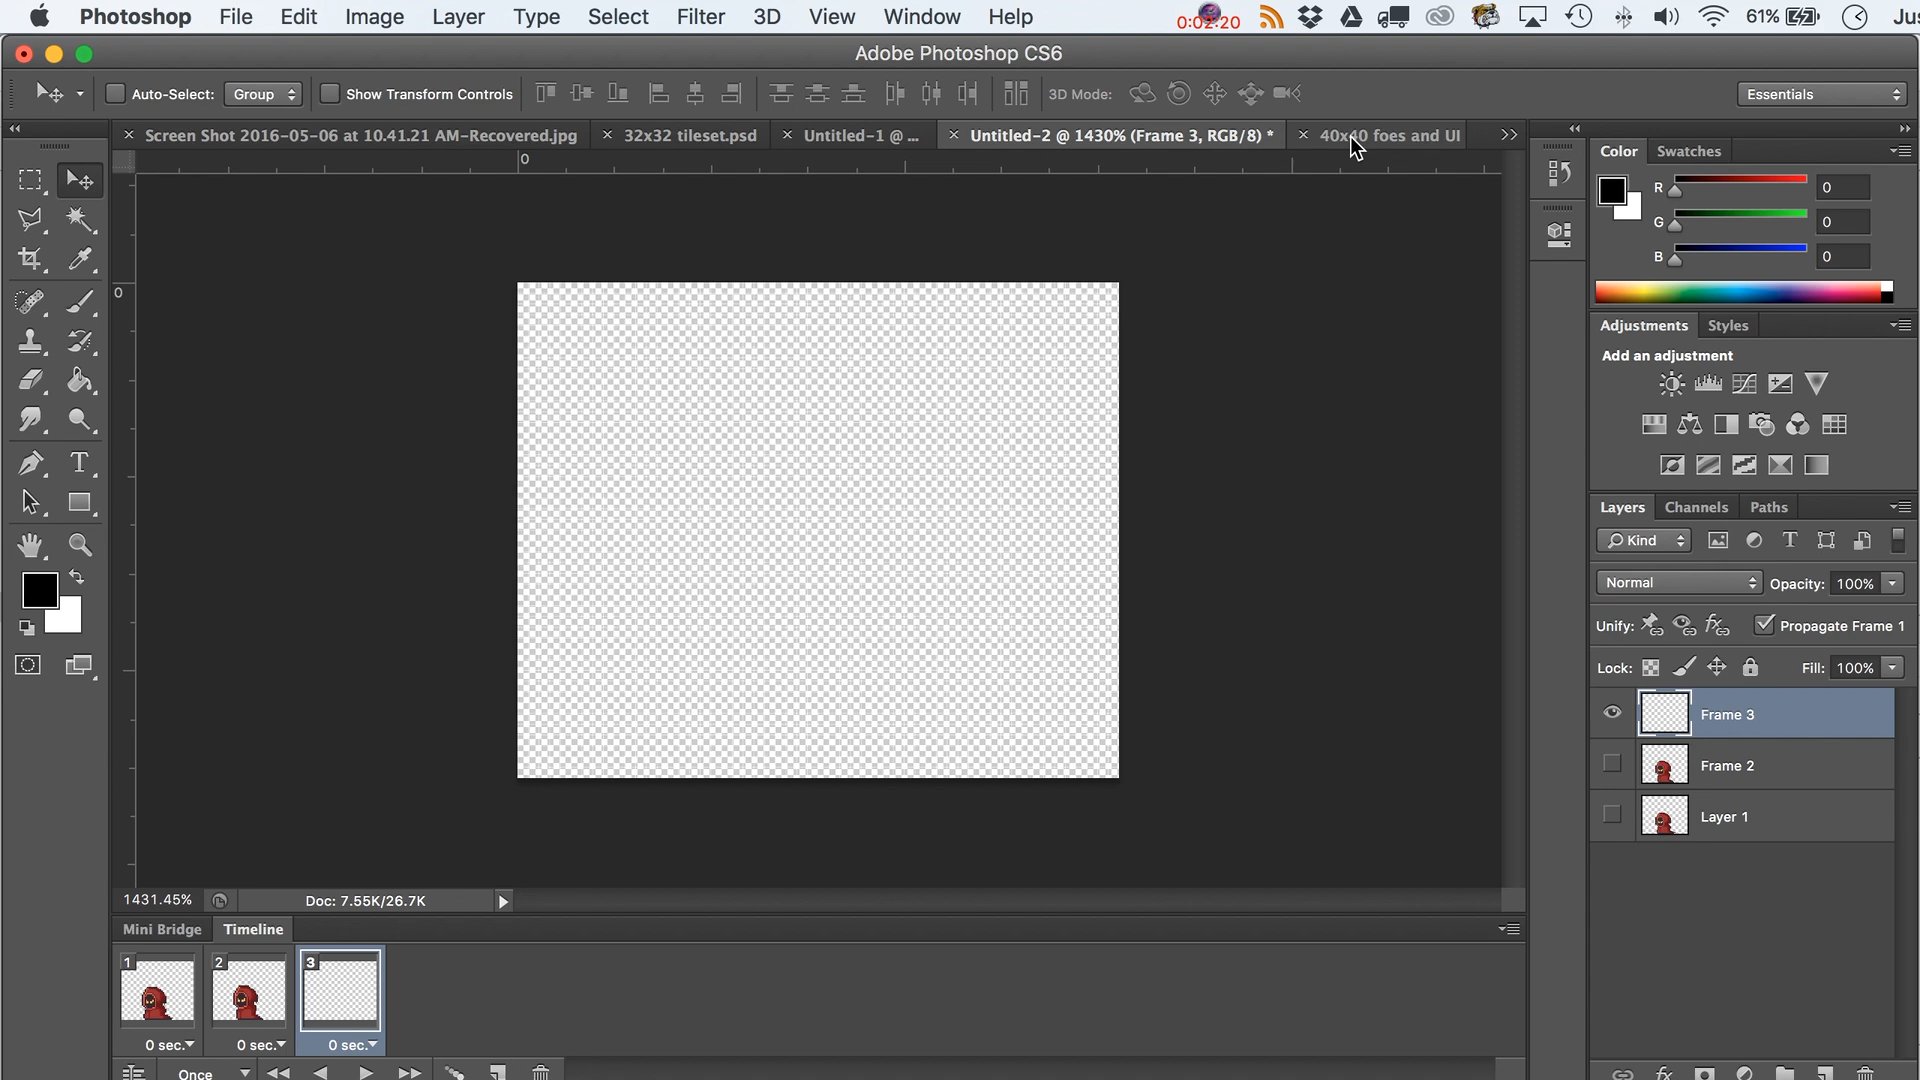 Photoshop File Edit Image Layer Type Select Filter 3D View Window Help 0:02:20 61% Jus
Adobe Photoshop CS6
Auto-Select: Group Show Transform Controls 3D Mode: Essentials
Screen Shot 2016-05-06 at 10.41.21 AM-Recovered.jpg 32x32 tileset.psd Untitled-1 @ ... Untitled-2 @ 1430% (Frame 3, RGB/8) * 40x40 foes and UI
0
0
Color Swatches
R 0
G 0
B 0
Adjustments Styles
Add an adjustment
Layers Channels Paths
Kind
Normal Opacity: 100%
Unify: Propagate Frame 1
Lock: Fill: 100%
Frame 3
Frame 2
Layer 1
1431.45% Doc: 7.55K/26.7K
Mini Bridge Timeline
1 2 3
0 sec. 0 sec. 0 sec.
Once